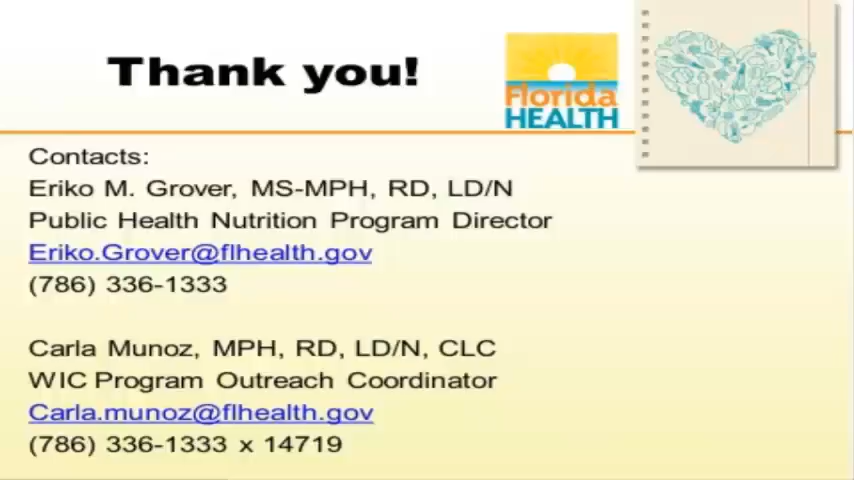 Thank you!
Florida
HEALTH
Contacts:
Eriko M. Grover, MS-MPH, RD, LD/N
Public Health Nutrition Program Director
Eriko.Grover@flhealth.gov
(786) 336-1333
Carla Munoz, MPH, RD, LD/N, CLC
WIC Program Outreach Coordinator
Carla.munoz@flhealth.gov
(786) 336-1333 x 14719